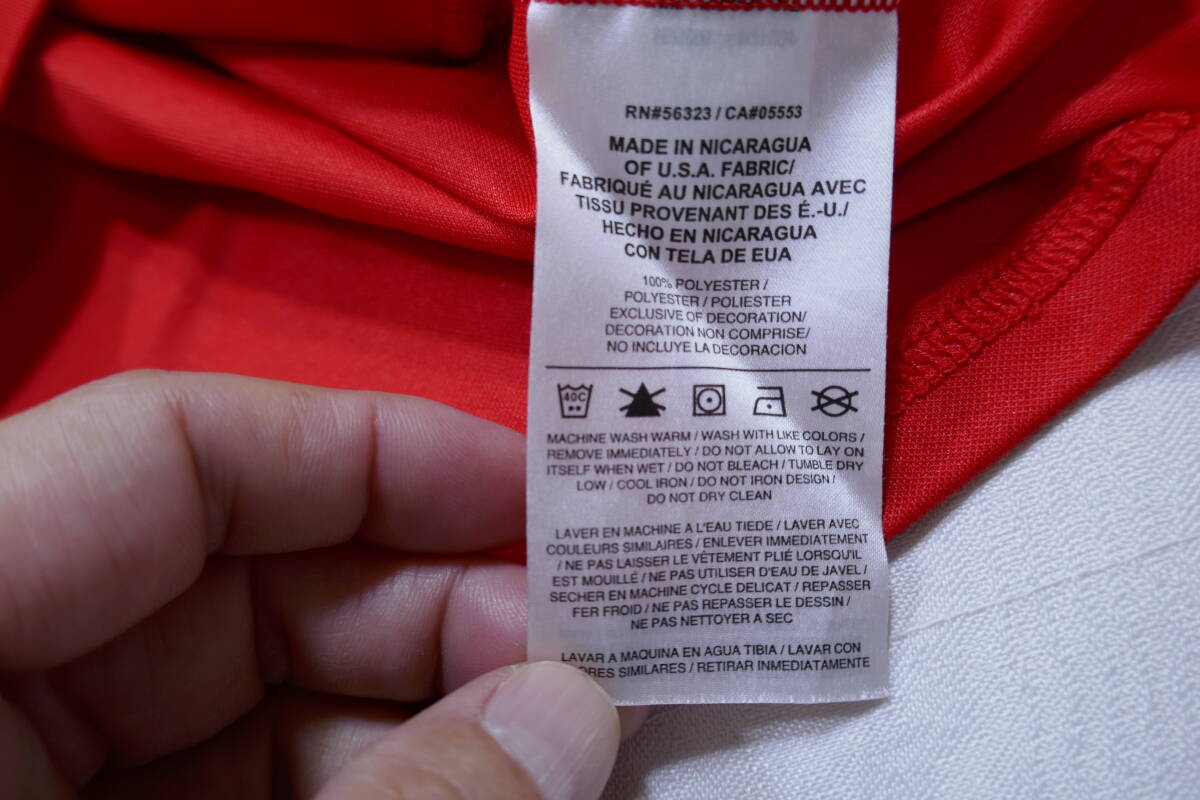 RN#56323 / CA#05553
MADE IN NICARAGUA
OF U.S.A. FABRIC/
FABRIQUÉ AU NICARAGUA AVEC
TISSU PROVENANT DES É.-U./
HECHO EN NICARAGUA
CON TELA DE EUA
100% POLYESTER /
POLYESTER / POLIESTER
EXCLUSIVE OF DECORATION/
DECORATION NON COMPRISE/
NO INCLUYE LA DECORACION
40C
MACHINE WASH WARM / WASH WITH LIKE COLORS /
REMOVE IMMEDIATELY / DO NOT ALLOW TO LAY ON
ITSELF WHEN WET / DO NOT BLEACH / TUMBLE DRY
LOW / COOL IRON / DO NOT IRON DESIGN /
DO NOT DRY CLEAN
LAVER EN MACHINE A L'EAU TIEDE / LAVER AVEC
COULEURS SIMILAIRES / ENLEVER IMMEDIATEMENT
/ NE PAS LAISSER LE VÉTEMENT PLIÉ LORSQU'IL
EST MOUILLÉ / NE PAS UTILISER D'EAU DE JAVEL /
SECHER EN MACHINE CYCLE DELICAT / REPASSER
FER FROID / NE PAS REPASSER LE DESSIN /
NE PAS NETTOYER A SEC
LAVAR A MAQUINA EN AGUA TIBIA / LAVAR CON
ORES SIMILARES / RETIRAR INMEDIATAMENTE